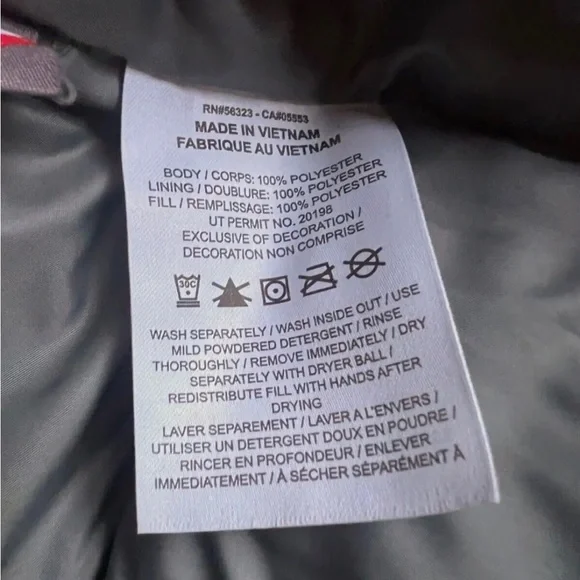 RN#56323 - CA#05553
MADE IN VIETNAM
FABRIQUE AU VIETNAM
BODY / CORPS: 100% POLYESTER
LINING / DOUBLURE: 100% POLYESTER
FILL / REMPLISSAGE: 100% POLYESTER
UT PERMIT NO. 20198
EXCLUSIVE OF DECORATION /
DECORATION NON COMPRISE
30C
WASH SEPARATELY / WASH INSIDE OUT / USE
MILD POWDERED DETERGENT / RINSE
THOROUGHLY / REMOVE IMMEDIATELY / DRY
SEPARATELY WITH DRYER BALL /
REDISTRIBUTE FILL WITH HANDS AFTER
DRYING
LAVER SEPAREMENT / LAVER A L'ENVERS /
UTILISER UN DETERGENT DOUX EN POUDRE /
RINCER EN PROFONDEUR / ENLEVER
IMMÉDIATEMENT / À SÉCHER SÉPARÉMENT À